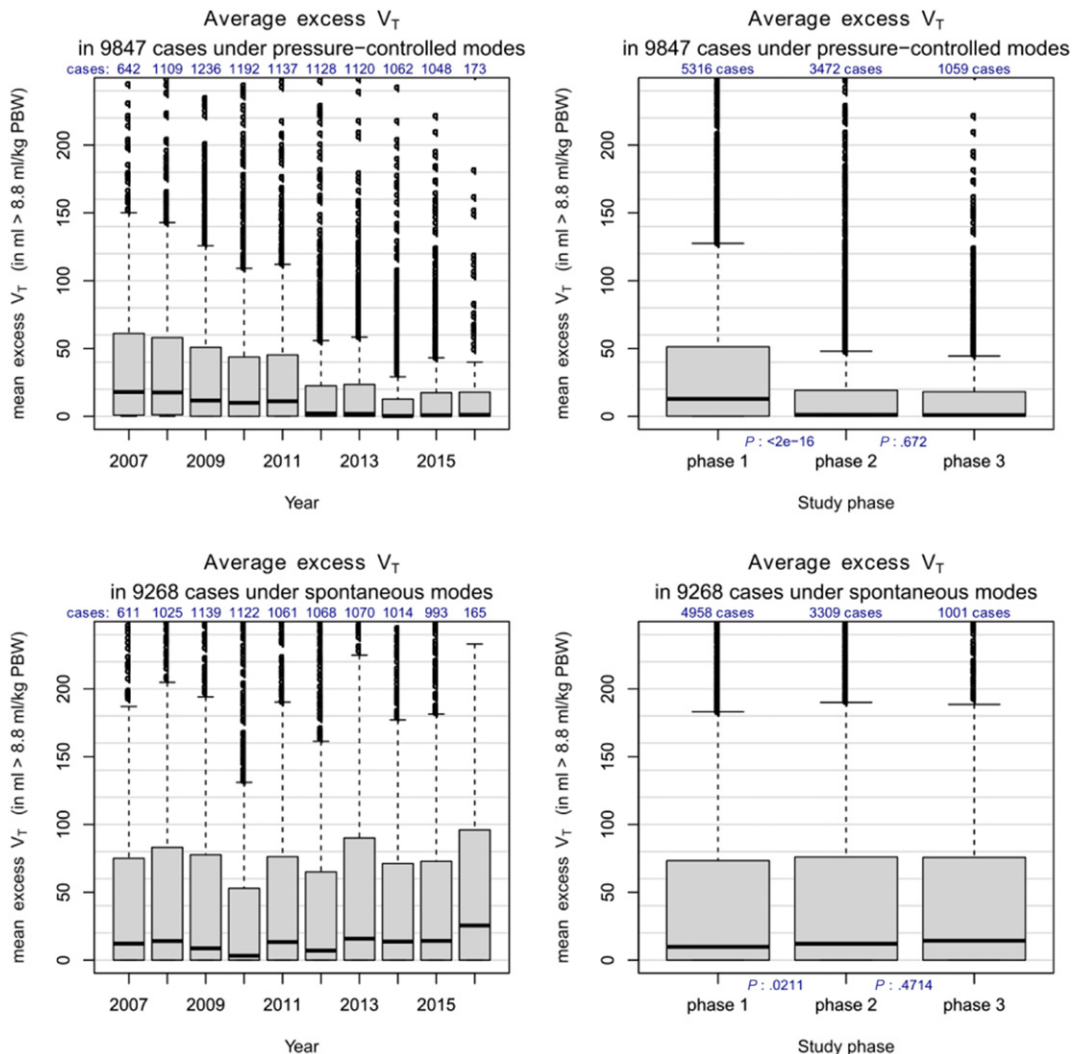 Average excess VT
in 9847 cases under pressure−controlled modes
cases: 642 1109 1236 1192 1137 1128 1120 1062 1048 173
mean excess VT (in ml > 8.8 ml/kg PBW)
200
150
100
50
0
2007 2009 2011 2013 2015
Year
Average excess VT
in 9847 cases under pressure−controlled modes
5316 cases 3472 cases 1059 cases
mean excess VT (in ml > 8.8 ml/kg PBW)
200
150
100
50
0
P : <2e−16 P : .672
phase 1 phase 2 phase 3
Study phase
Average excess VT
in 9268 cases under spontaneous modes
cases: 611 1025 1139 1122 1061 1068 1070 1014 993 165
mean excess VT (in ml > 8.8 ml/kg PBW)
200
150
100
50
0
2007 2009 2011 2013 2015
Year
Average excess VT
in 9268 cases under spontaneous modes
4958 cases 3309 cases 1001 cases
mean excess VT (in ml > 8.8 ml/kg PBW)
200
150
100
50
0
P : .0211 P : .4714
phase 1 phase 2 phase 3
Study phase